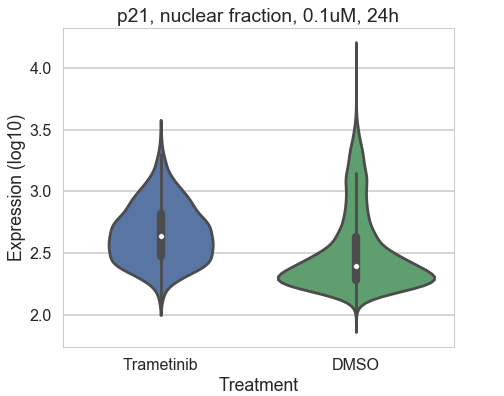 p21, nuclear fraction, 0.1uM, 24h
Expression (log10)
4.0
3.5
3.0
2.5
2.0
Trametinib
DMSO
Treatment